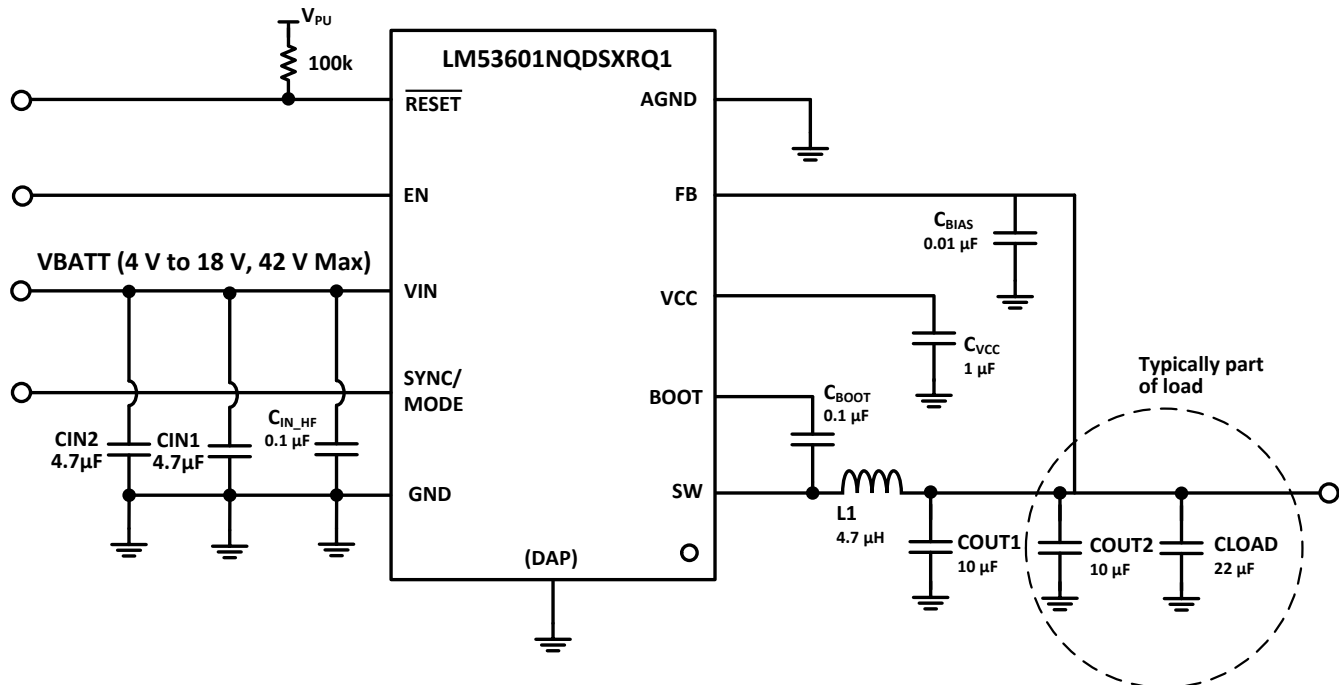 VPU
100k
LM53601NQDSXRQ1
RESET
AGND
EN
FB
CBIAS
0.01 µF
VBATT (4 V to 18 V, 42 V Max)
VIN
VCC
CVCC
1 µF
Typically part
of load
SYNC/
MODE
BOOT
CBOOT
0.1 µF
CIN2
4.7µF
CIN1
4.7µF
CIN_HF
0.1 µF
GND
SW
L1
4.7 µH
COUT1
10 µF
COUT2
10 µF
CLOAD
22 µF
(DAP)